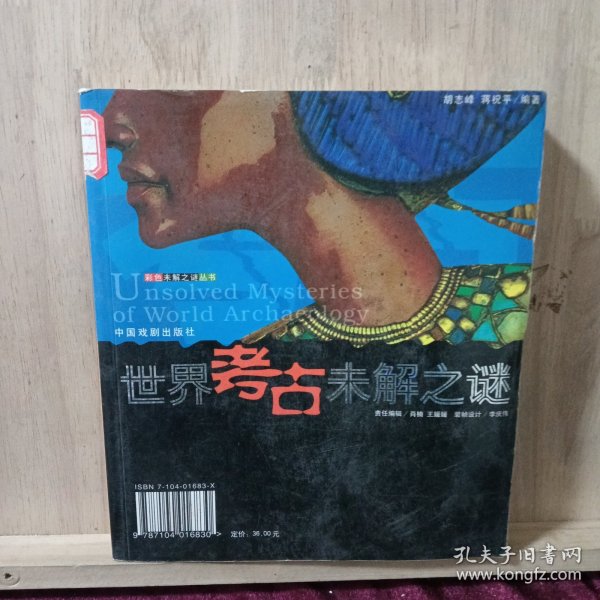 胡志峰 蒋祝平/编著
彩色未解之谜丛书
Unsolved Mysteries
of World Archaeology
中国戏剧出版社
世界考古未解之谜
责任编辑/肖楠 王媛媛 装帧设计/李庆伟
ISBN 7-104-01683-X
9 787104 016830 >
定价：36.00元
孔夫子旧书网
www.kongfz.com